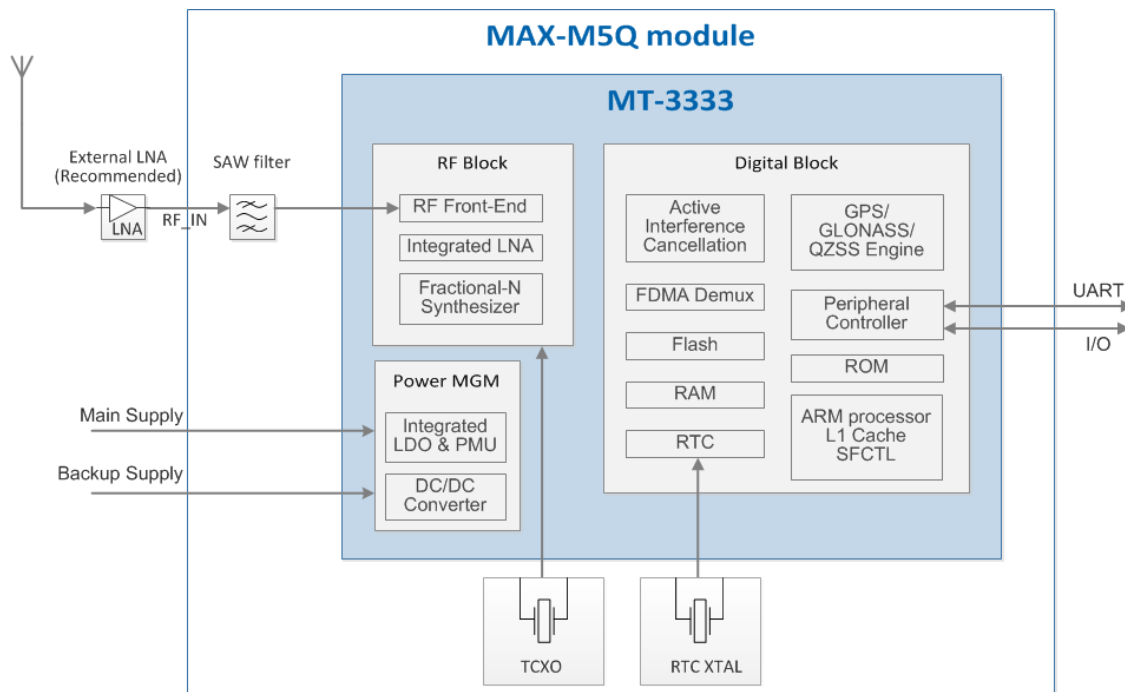 MAX-M5Q module
MT-3333
External LNA
(Recommended)
LNA
RF_IN
SAW filter
RF Block
RF Front-End
Integrated LNA
Fractional-N
Synthesizer
Power MGM
Integrated
LDO & PMU
DC/DC
Converter
Main Supply
Backup Supply
Digital Block
Active
Interference
Cancellation
FDMA Demux
Flash
RAM
RTC
GPS/
GLONASS/
QZSS Engine
Peripheral
Controller
ROM
ARM processor
L1 Cache
SFCTL
UART
I/O
TCXO
RTC XTAL